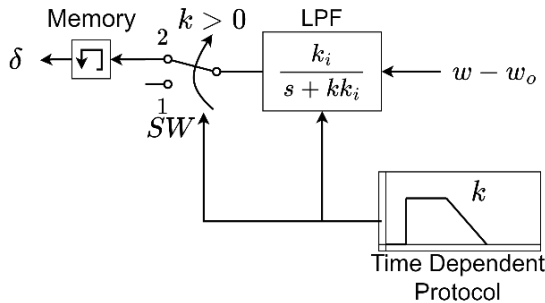 Memory
k > 0
LPF
δ
2
1
SW
k_i
s + kk_i
w − w_o
k
Time Dependent
Protocol